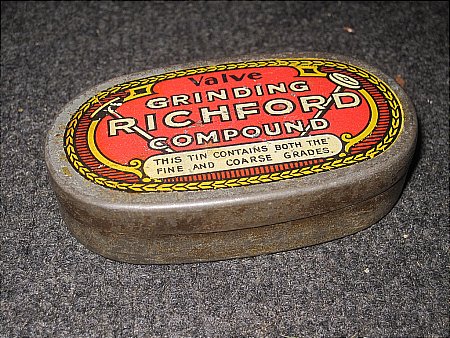 Valve
GRINDING
RICHFORD
COMPOUND
THIS TIN CONTAINS BOTH THE
FINE AND COARSE GRADES.